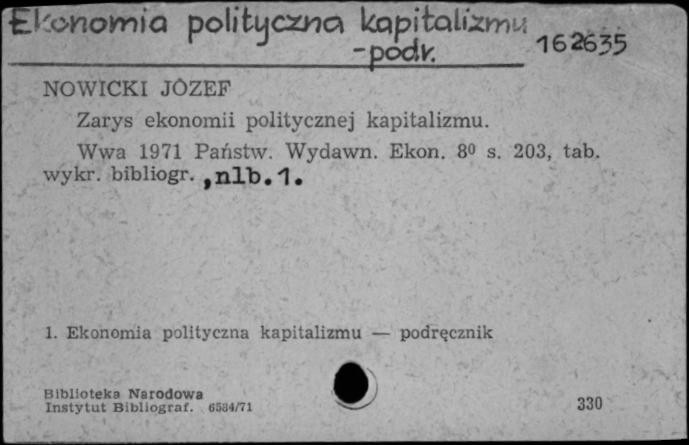 Ekonomia polityczna kapitalizmu
-podr.
162635
NOWICKI JÓZEF
Zarys ekonomii politycznej kapitalizmu.
Wwa 1971 Państw. Wydawn. Ekon. 8⁰ s. 203, tab.
wykr. bibliogr. ,nlb.1.
1. Ekonomia polityczna kapitalizmu — podręcznik
Biblioteka Narodowa
Instytut Bibliograf. 6584/71
330